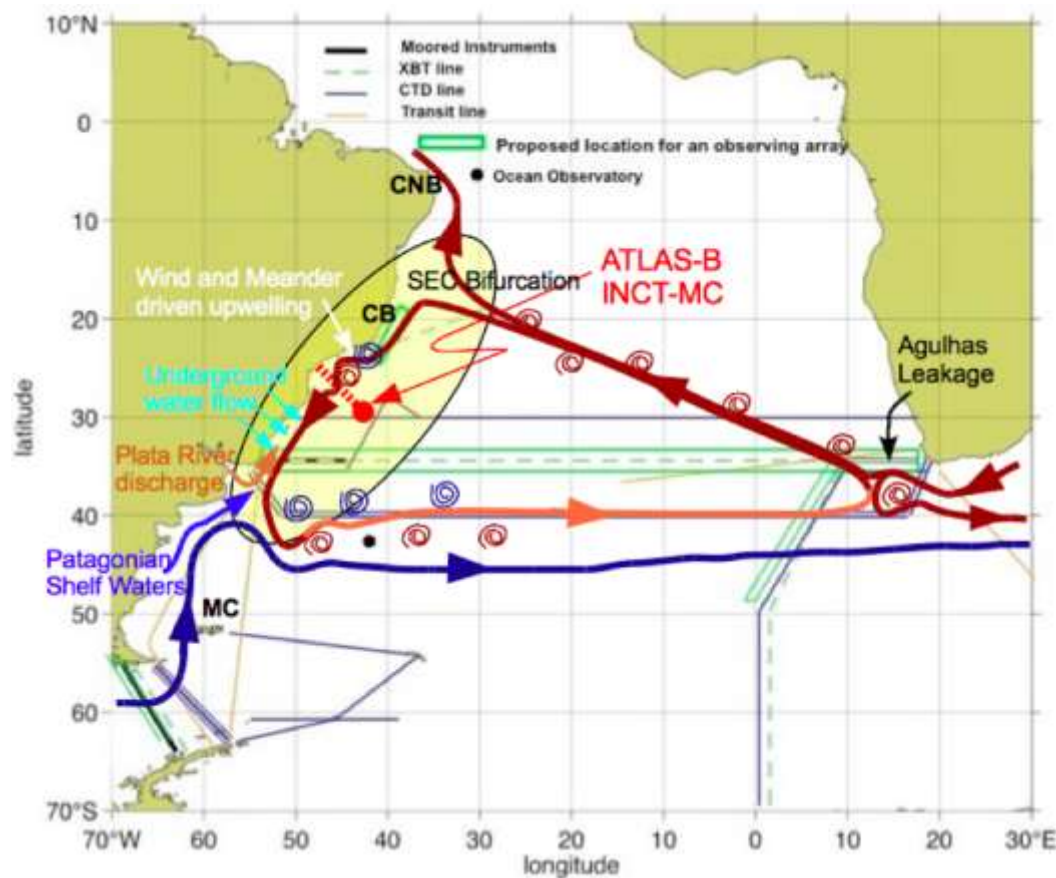 10°N
0
10
20
30
40
50
60
70°S
70°W
60
50
40
30
20
10
0
10
20
30°E
latitude
longitude
Moored Instruments
XBT line
CTD line
Transit line
Proposed location for an observing array
Ocean Observatory
CNB
SEC Bifurcation
ATLAS-B
INCT-MC
Wind and Meander
driven upwelling
CB
Underground
water flow
Agulhas
Leakage
Plata River
discharge
Patagonian
Shelf Waters
MC